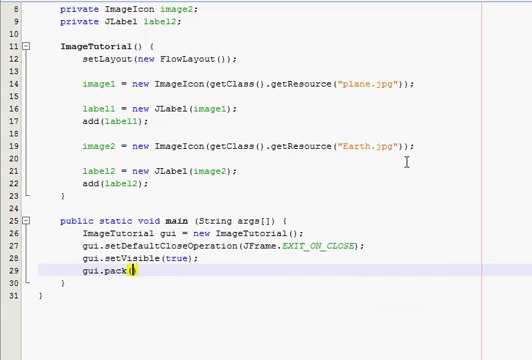 8 private ImageIcon image2;
9 private JLabel label2;
10
11 ImageTutorial() {
12 setLayout(new FlowLayout());
13
14 image1 = new ImageIcon(getClass().getResource("plane.jpg"));
15
16 label1 = new JLabel(image1);
17 add(label1);
18
19 image2 = new ImageIcon(getClass().getResource("Earth.jpg"));
20
21 label2 = new JLabel(image2);
22 add(label2);
23 }
24
25 public static void main (String args[]) {
26 ImageTutorial gui = new ImageTutorial();
27 gui.setDefaultCloseOperation(JFrame.EXIT_ON_CLOSE);
28 gui.setVisible(true);
29 gui.pack()
30 }
31 }